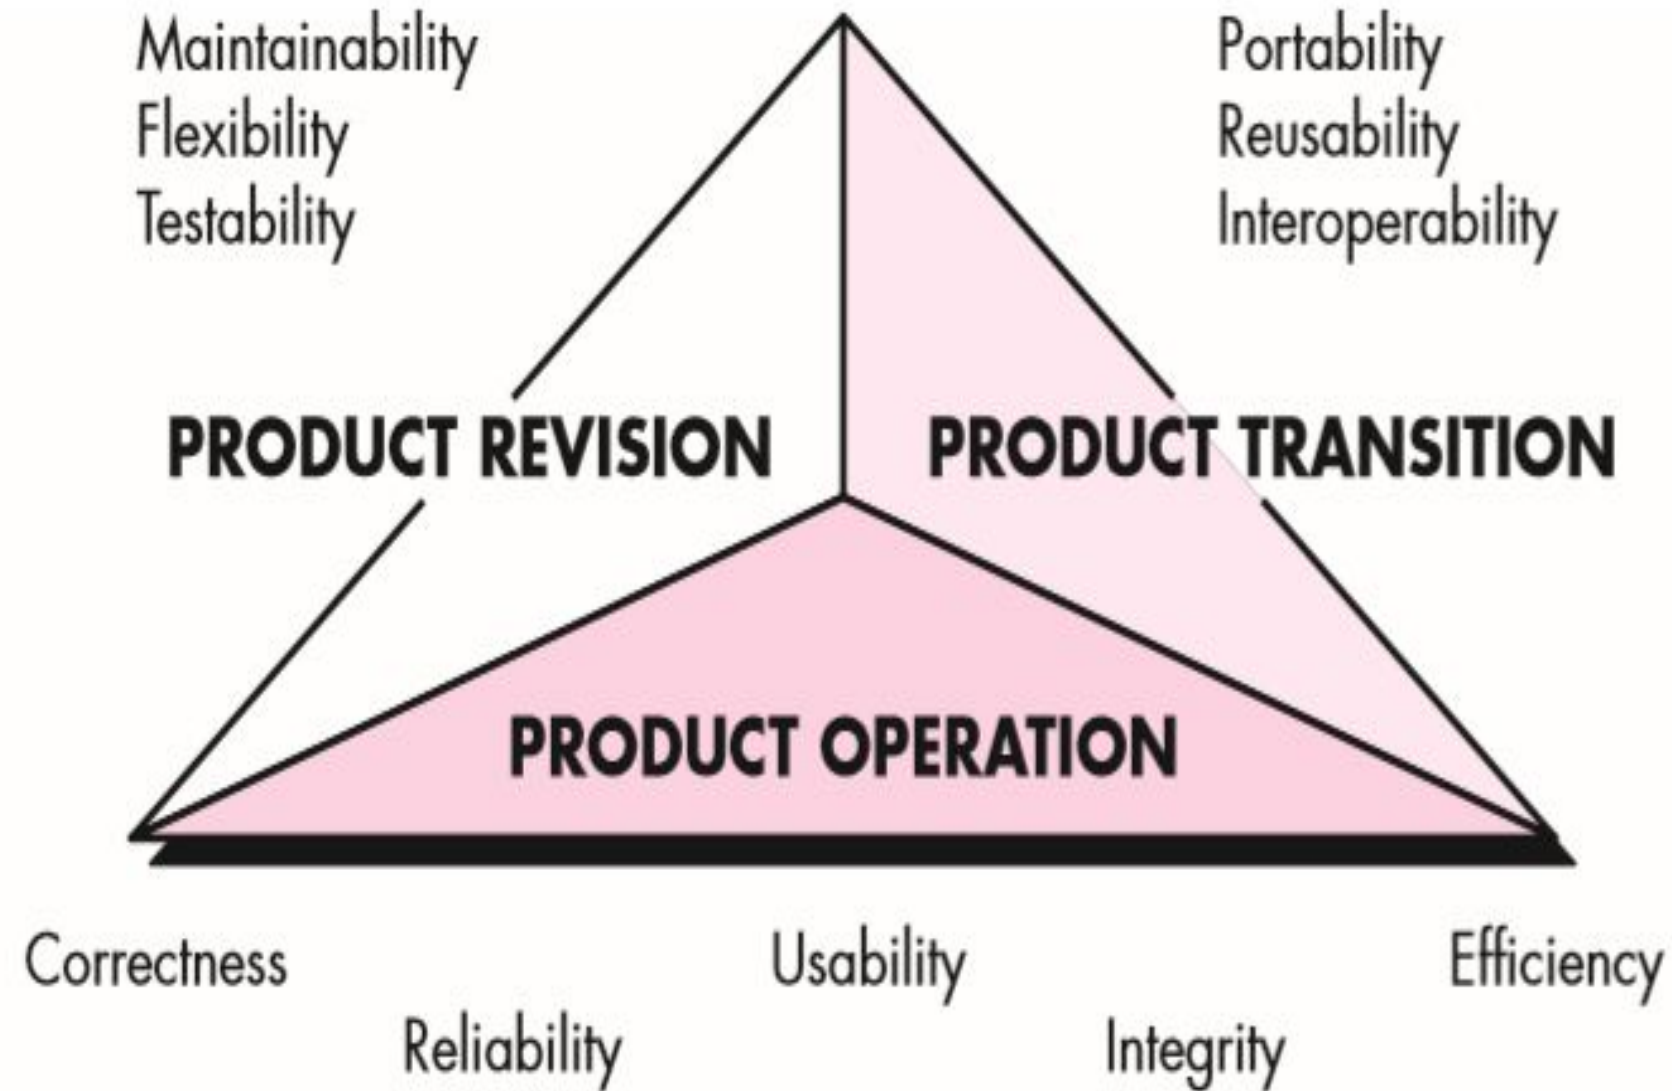 Maintainability
Flexibility
Testability
Portability
Reusability
Interoperability
PRODUCT REVISION
PRODUCT TRANSITION
PRODUCT OPERATION
Correctness
Usability
Efficiency
Reliability
Integrity